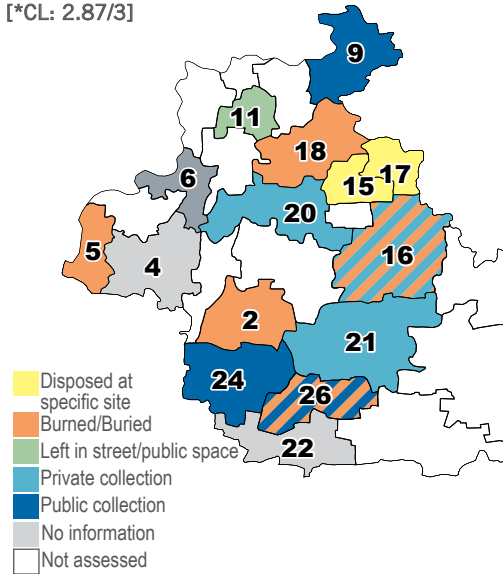 [*CL: 2.87/3]
9
11
18
17
15
6
20
5
4
16
2
21
24
26
22
Disposed at
specific site
Burned/Buried
Left in street/public space
Private collection
Public collection
No information
Not assessed